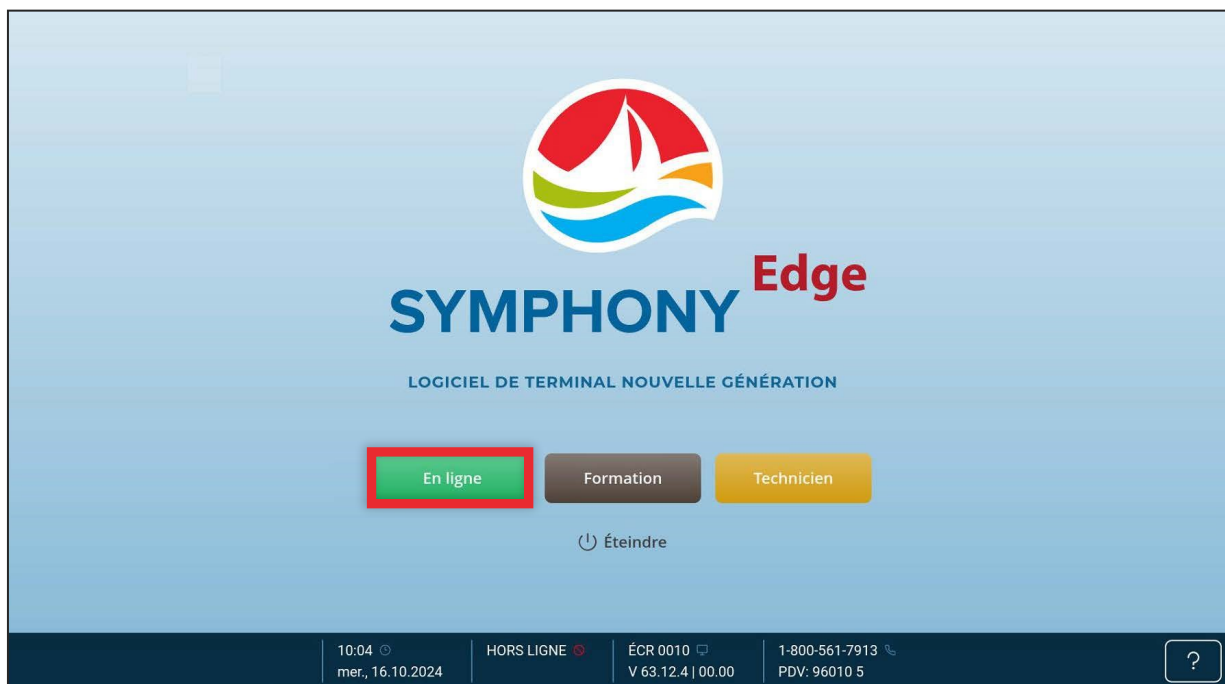 SYMPHONY Edge
LOGICIEL DE TERMINAL NOUVELLE GÉNÉRATION
En ligne
Formation
Technicien
Éteindre
10:04
mer., 16.10.2024
HORS LIGNE
ÉCR 0010
V 63.12.4 | 00.00
1-800-561-7913
PDV: 96010 5
?